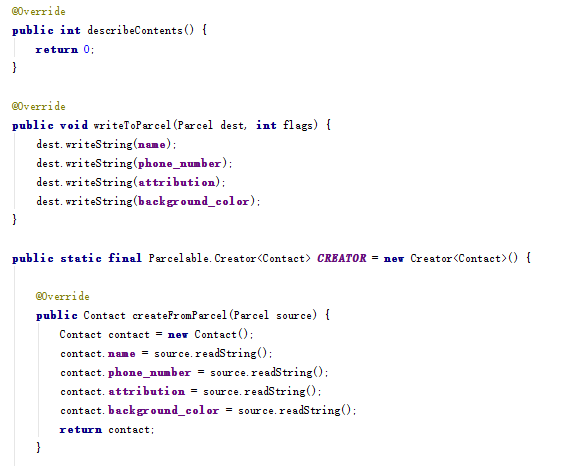 @Override
public int describeContents() {
return 0;
}
@Override
public void writeToParcel(Parcel dest, int flags) {
dest.writeString(name);
dest.writeString(phone_number);
dest.writeString(attribution);
dest.writeString(background_color);
}
public static final Parcelable.Creator<Contact> CREATOR = new Creator<Contact>() {
@Override
public Contact createFromParcel(Parcel source) {
Contact contact = new Contact();
contact.name = source.readString();
contact.phone_number = source.readString();
contact.attribution = source.readString();
contact.background_color = source.readString();
return contact;
}